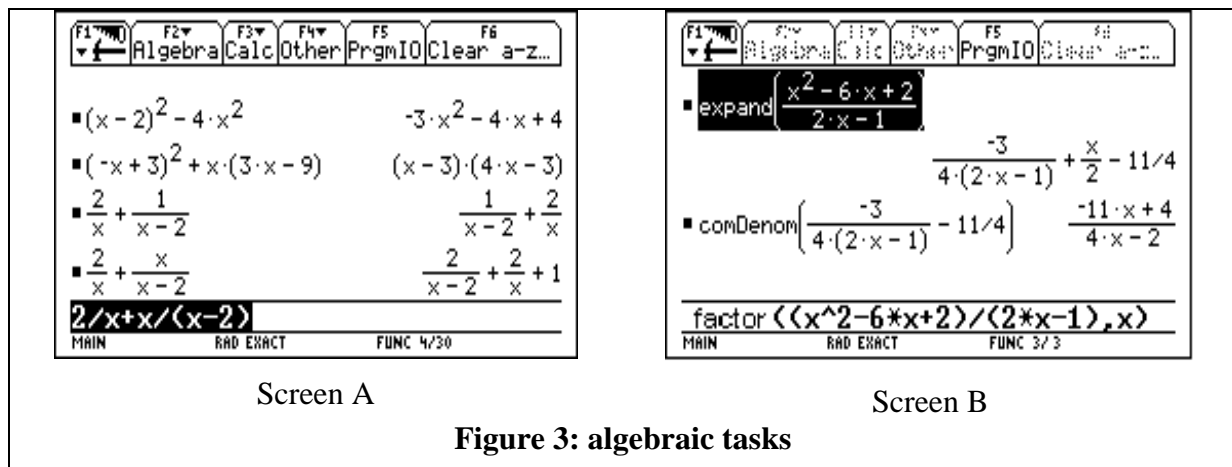 F1 F2 Algebra F3 Calc F4 Other F5 PrgmIO F6 Clear a-z…
(x − 2)² − 4·x² -3·x² − 4·x + 4
(-x + 3)² + x·(3·x − 9) (x − 3)·(4·x − 3)
2/x + 1/(x − 2) 1/(x − 2) + 2/x
2/x + x/(x − 2) 2/(x − 2) + 2/x + 1
2/x+x/(x-2)
MAIN RAD EXACT FUNC 4/30
Screen A
F1 Algebra Calc Other F5 PrgmIO Clear a-z…
expand((x² − 6·x + 2)/(2·x − 1))
-3/(4·(2·x − 1)) + x/2 − 11/4
comDenom(-3/(4·(2·x − 1)) − 11/4) (-11·x + 4)/(4·x − 2)
factor((x^2-6*x+2)/(2*x-1),x)
MAIN RAD EXACT FUNC 3/3
Screen B
Figure 3: algebraic tasks